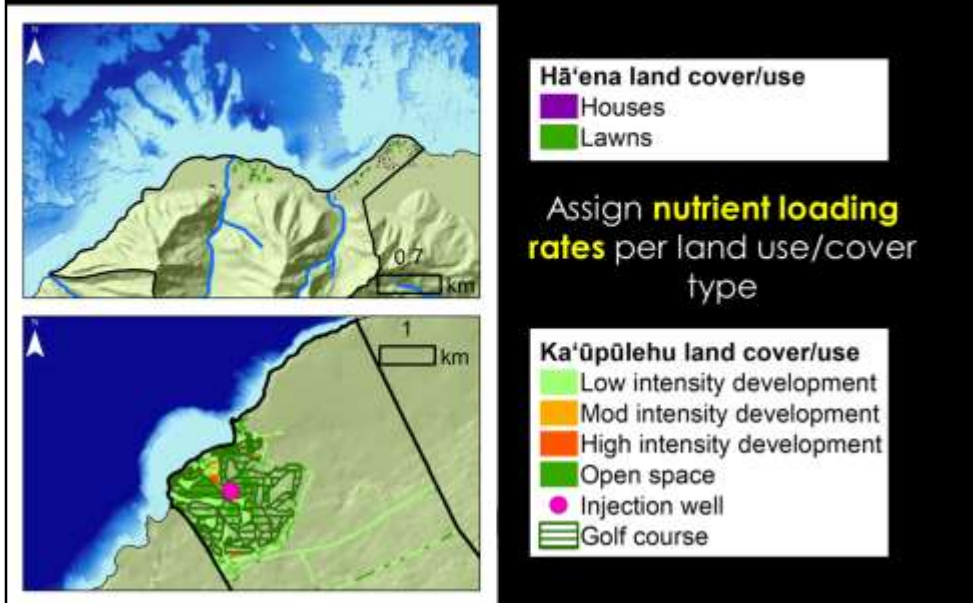 N
0.7
km
Hā‘ena land cover/use
Houses
Lawns
Assign nutrient loading
rates per land use/cover
type
N
1
km
Ka‘ūpūlehu land cover/use
Low intensity development
Mod intensity development
High intensity development
Open space
Injection well
Golf course